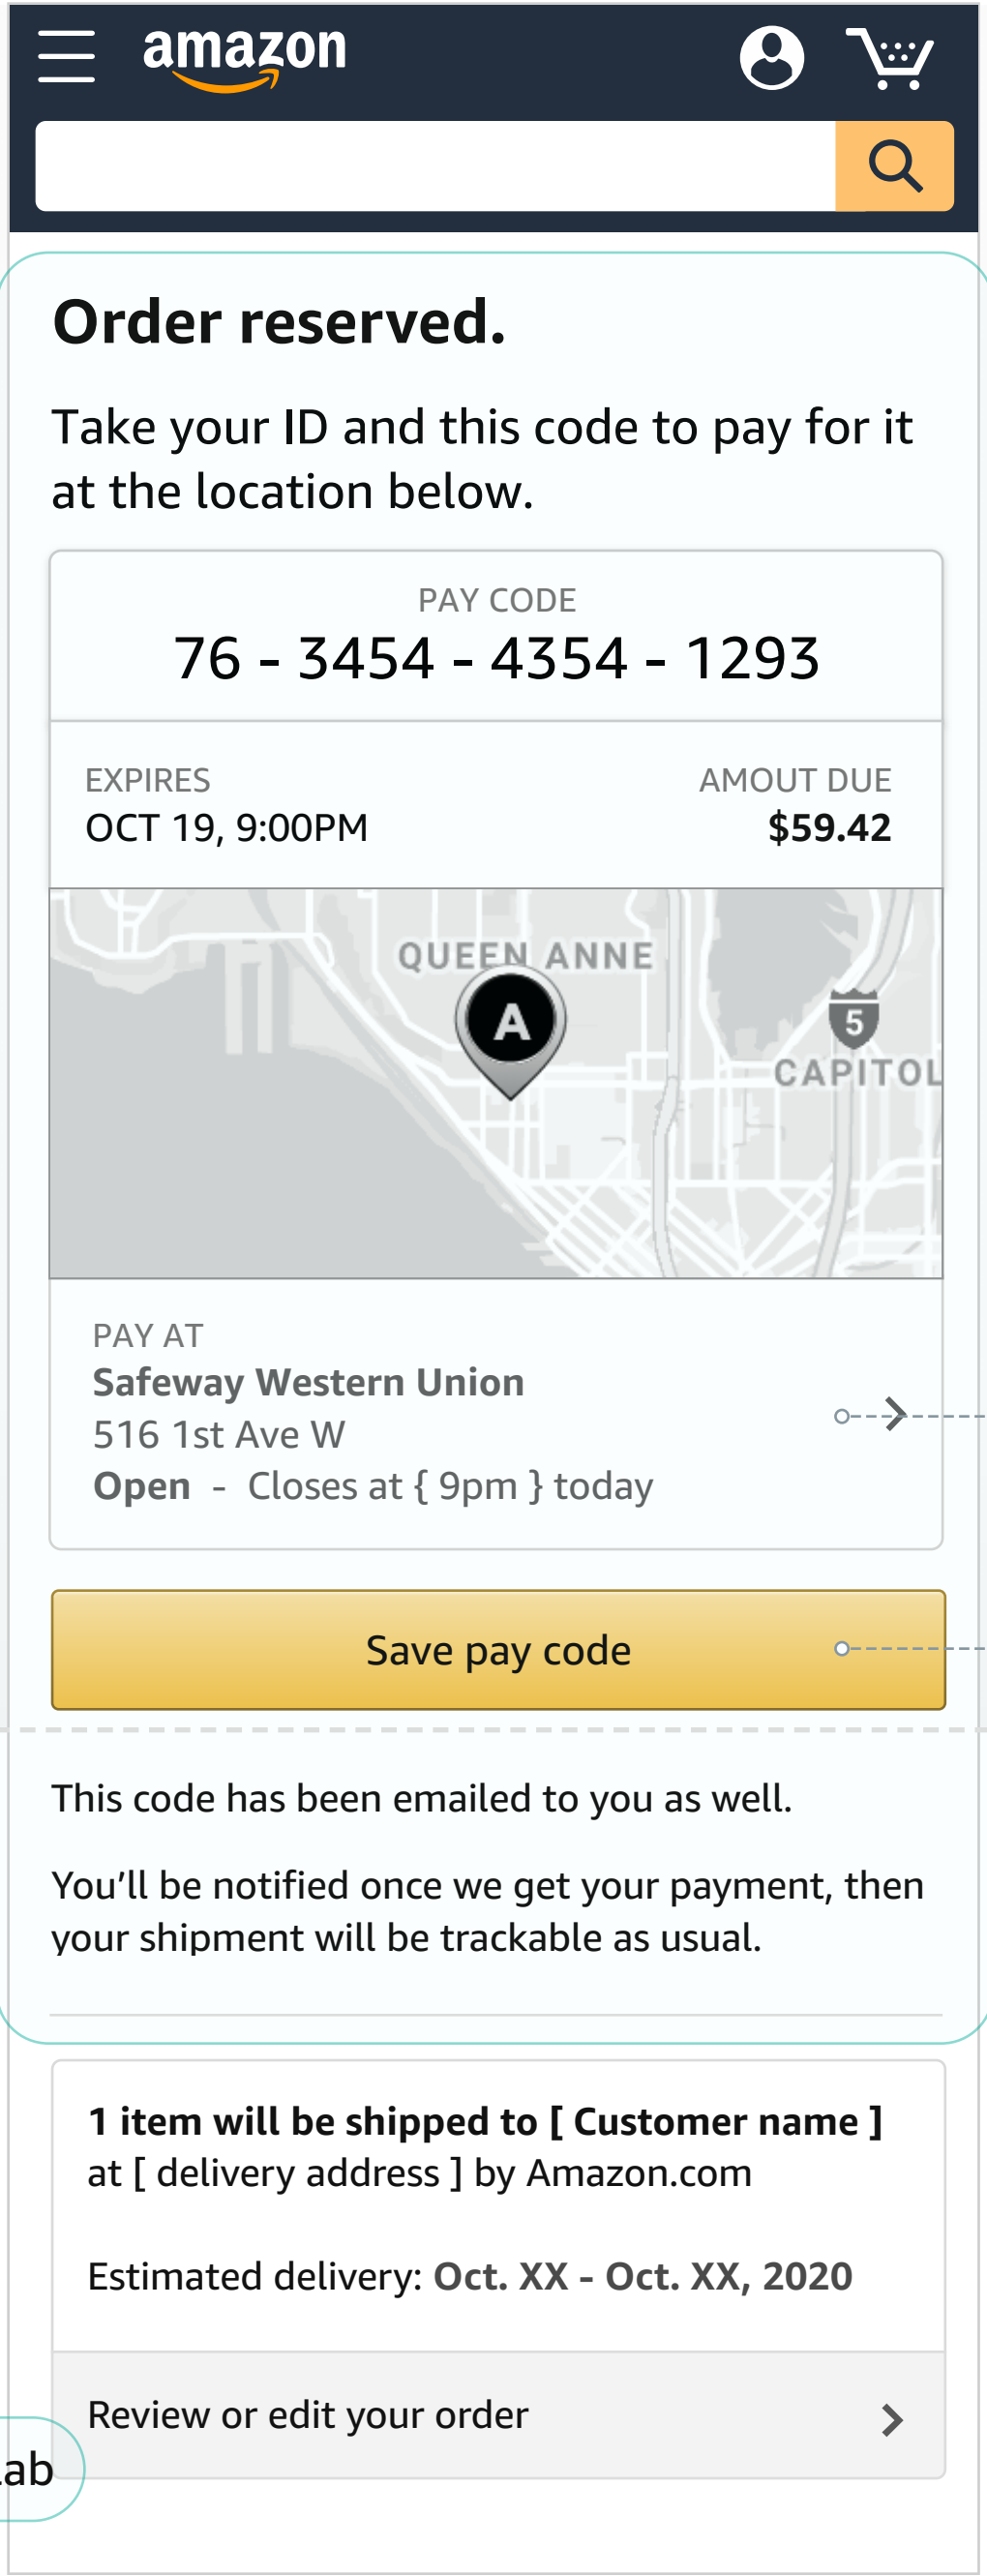 amazon
Order reserved.
Take your ID and this code to pay for it
at the location below.
PAY CODE
76 - 3454 - 4354 - 1293
EXPIRES
AMOUT DUE
OCT 19, 9:00PM
$59.42
QUEEN ANNE
A
5
CAPITOL
PAY AT
Safeway Western Union
516 1st Ave W
Open - Closes at { 9pm } today
Save pay code
This code has been emailed to you as well.
You’ll be notified once we get your payment, then
your shipment will be trackable as usual.
1 item will be shipped to [ Customer name ]
at [ delivery address ] by Amazon.com
Estimated delivery: Oct. XX - Oct. XX, 2020
Review or edit your order